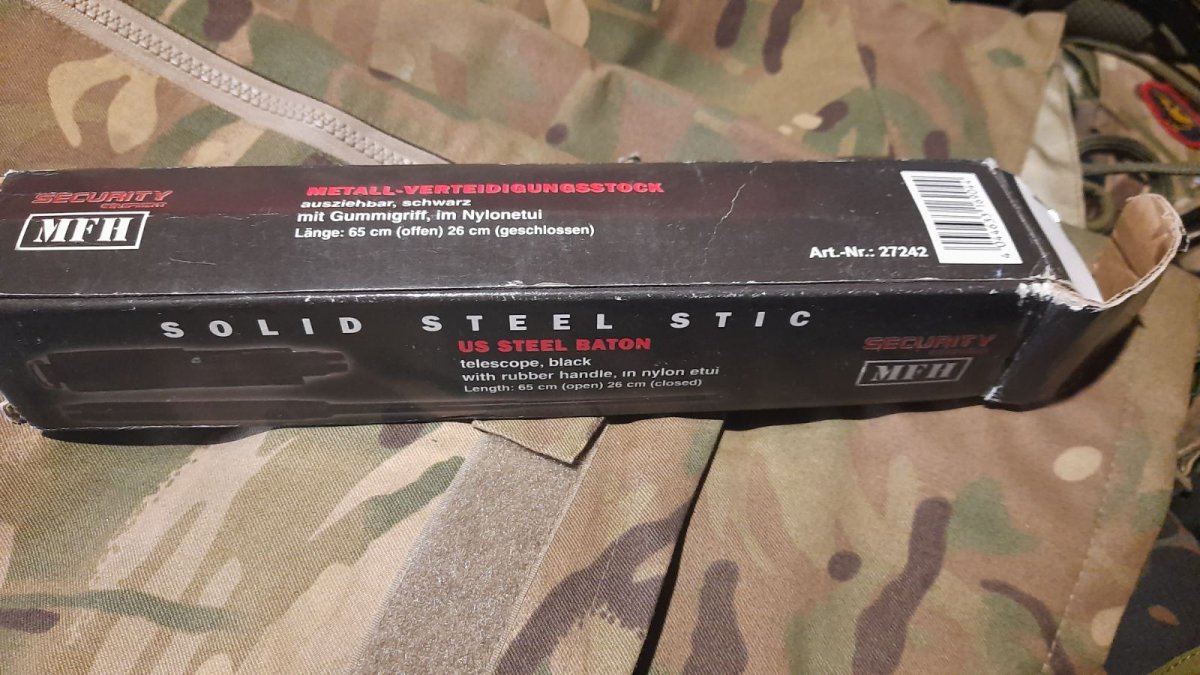 SECURITY
MFH
METALL-VERTEIDIGUNGSSTOCK
ausziehbar, schwarz
mit Gummigriff, im Nylonetui
Länge: 65 cm (offen) 26 cm (geschlossen)
Art.-Nr.: 27242
SOLID STEEL STIC
US STEEL BATON
telescope, black
with rubber handle, in nylon etui
Length: 65 cm (open) 26 cm (closed)
SECURITY
MFH